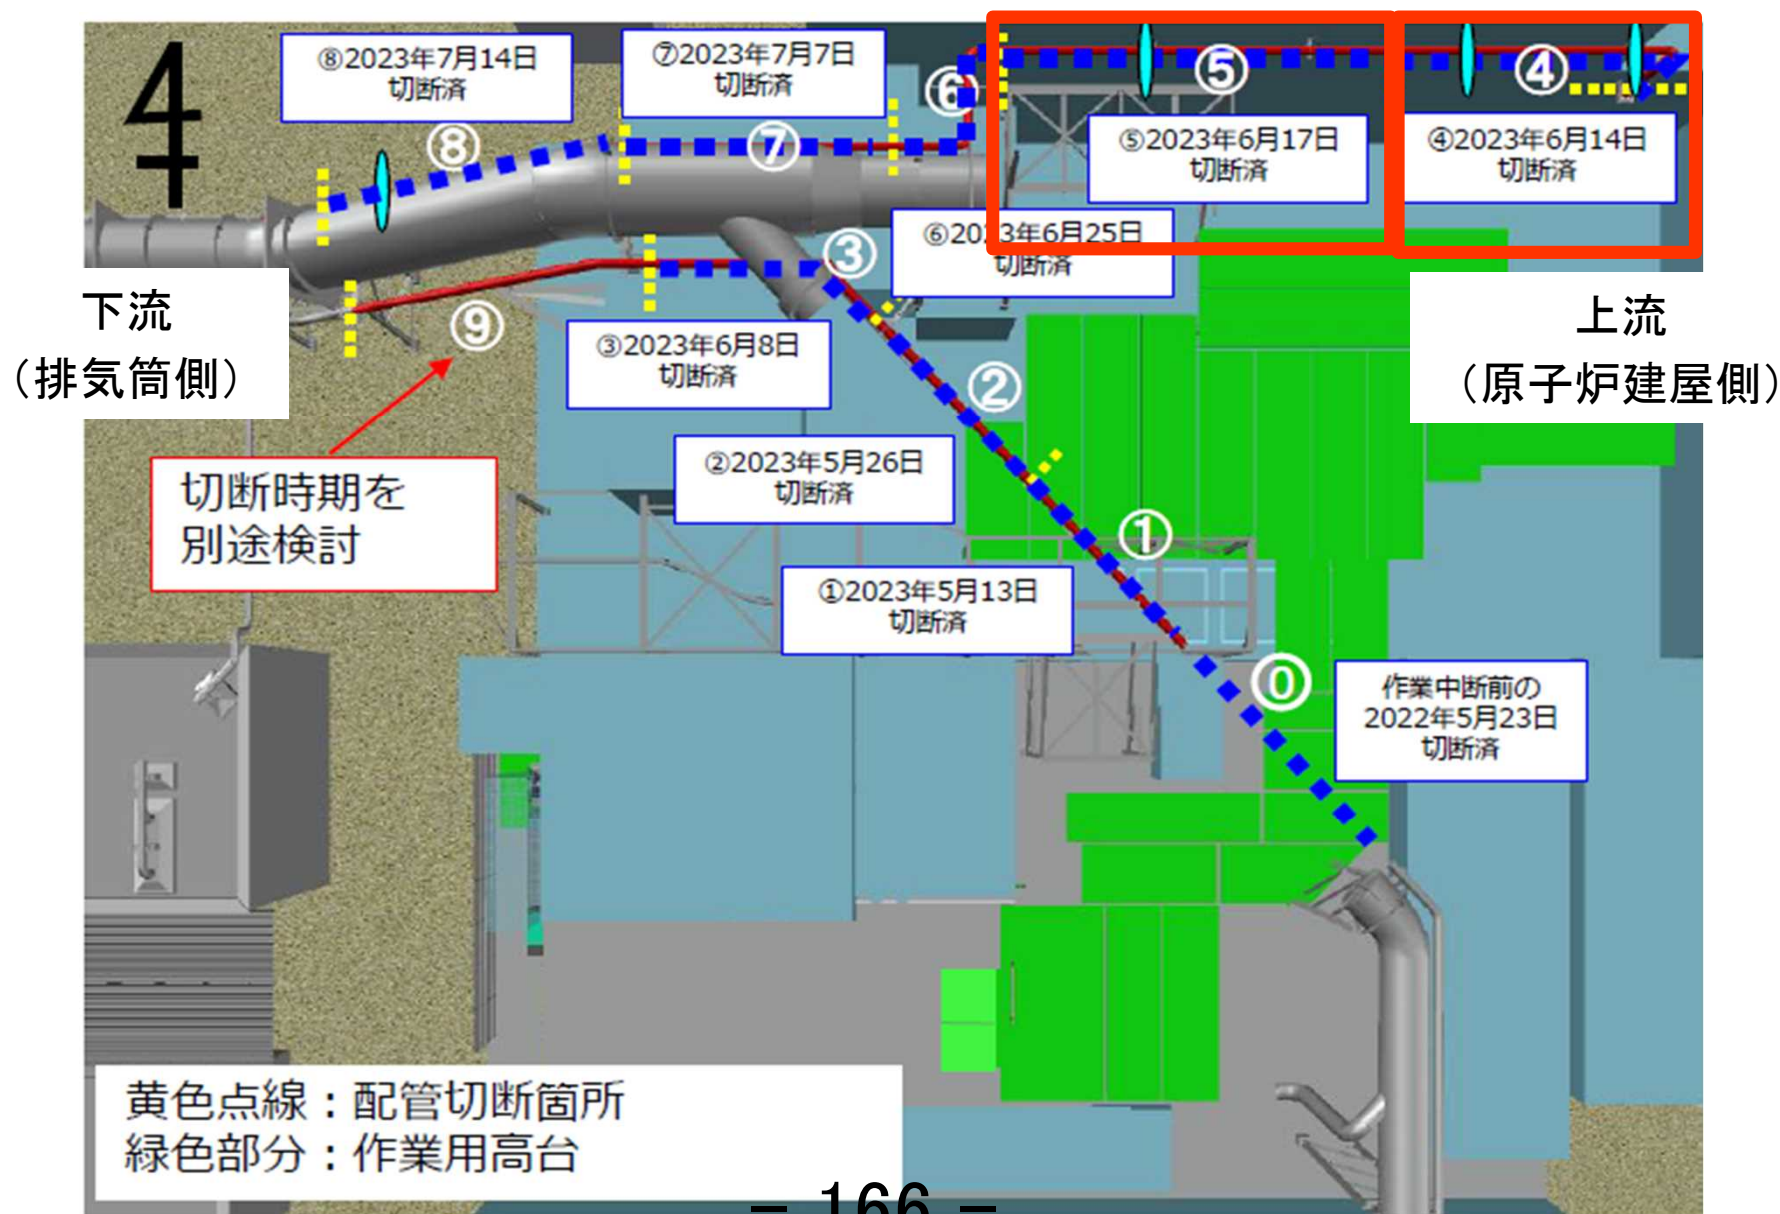 4
⑧2023年7月14日
切断済
⑦2023年7月7日
切断済
⑥
⑤
④
⑤2023年6月17日
切断済
④2023年6月14日
切断済
⑧
⑦
⑥2023年6月25日
切断済
③
下流
（排気筒側）
上流
（原子炉建屋側）
⑨
③2023年6月8日
切断済
②
②2023年5月26日
切断済
切断時期を
別途検討
①
①2023年5月13日
切断済
⓪
作業中断前の
2022年5月23日
切断済
黄色点線：配管切断箇所
緑色部分：作業用高台
- 166 -